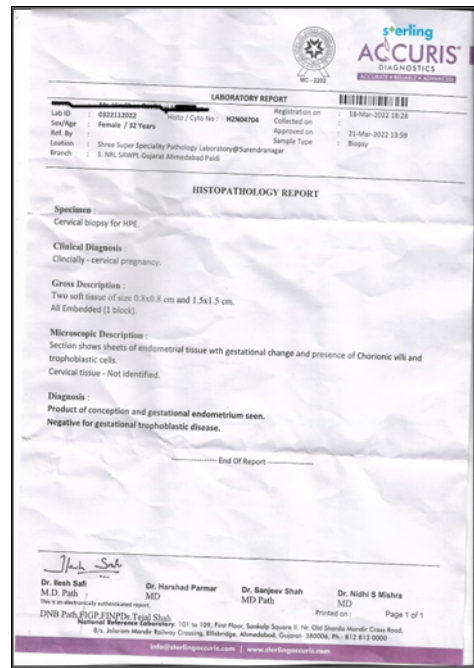 sterling
ACCURIS
DIAGNOSTICS
ACCURATE • RELIABLE • ADVANCED
MC - 2202
LABORATORY REPORT
Lab ID : 0322112022 Histo / Cyto No : H2N04704 Registration on : 18-Mar-2022 18:28
Sex/Age : Female / 32 Years Collected on :
Ref. By : Approved on : 21-Mar-2022 13:59
Location : Shree Super Speciality Pathology Laboratory@Surendranagar Sample Type : Biopsy
Branch : 1. NRL SAWPL Gujarat Ahmedabad Paldi
HISTOPATHOLOGY REPORT
Specimen :
Cervical biopsy for HPE.
Clinical Diagnosis :
Clincially - cervical pregnancy.
Gross Description :
Two soft tissue of size 0.8x0.8 cm and 1.5x1.5 cm.
All Embedded (1 block).
Microscopic Description :
Section shows sheets of endometrial tissue wth gestational change and presence of Chorionic villi and
trophoblastic cells.
Cervical tissue - Not identified.
Diagnosis :
Product of conception and gestational endometrium seen.
Negative for gestational trophoblastic disease.
End Of Report
Dr. Ilesh Safi Dr. Harshad Parmar Dr. Sanjeev Shah Dr. Nidhi S Mishra
M.D. Path MD MD Path MD
This is an electronically authenticated report. Printed on : Page 1 of 1
DNB Path,FIGP,FINPDr.Tejal Shah
National Reference Laboratory: 101 to 109, First Floor, Sankalp Square II, Nr. Old Sharda Mandir Cross Road,
B/s. Jalaram Mandir Railway Crossing, Ellisbridge, Ahmedabad, Gujarat- 380006, Ph.: 812 813 0000
info@sterlingaccuris.com | www.sterlingaccuris.com